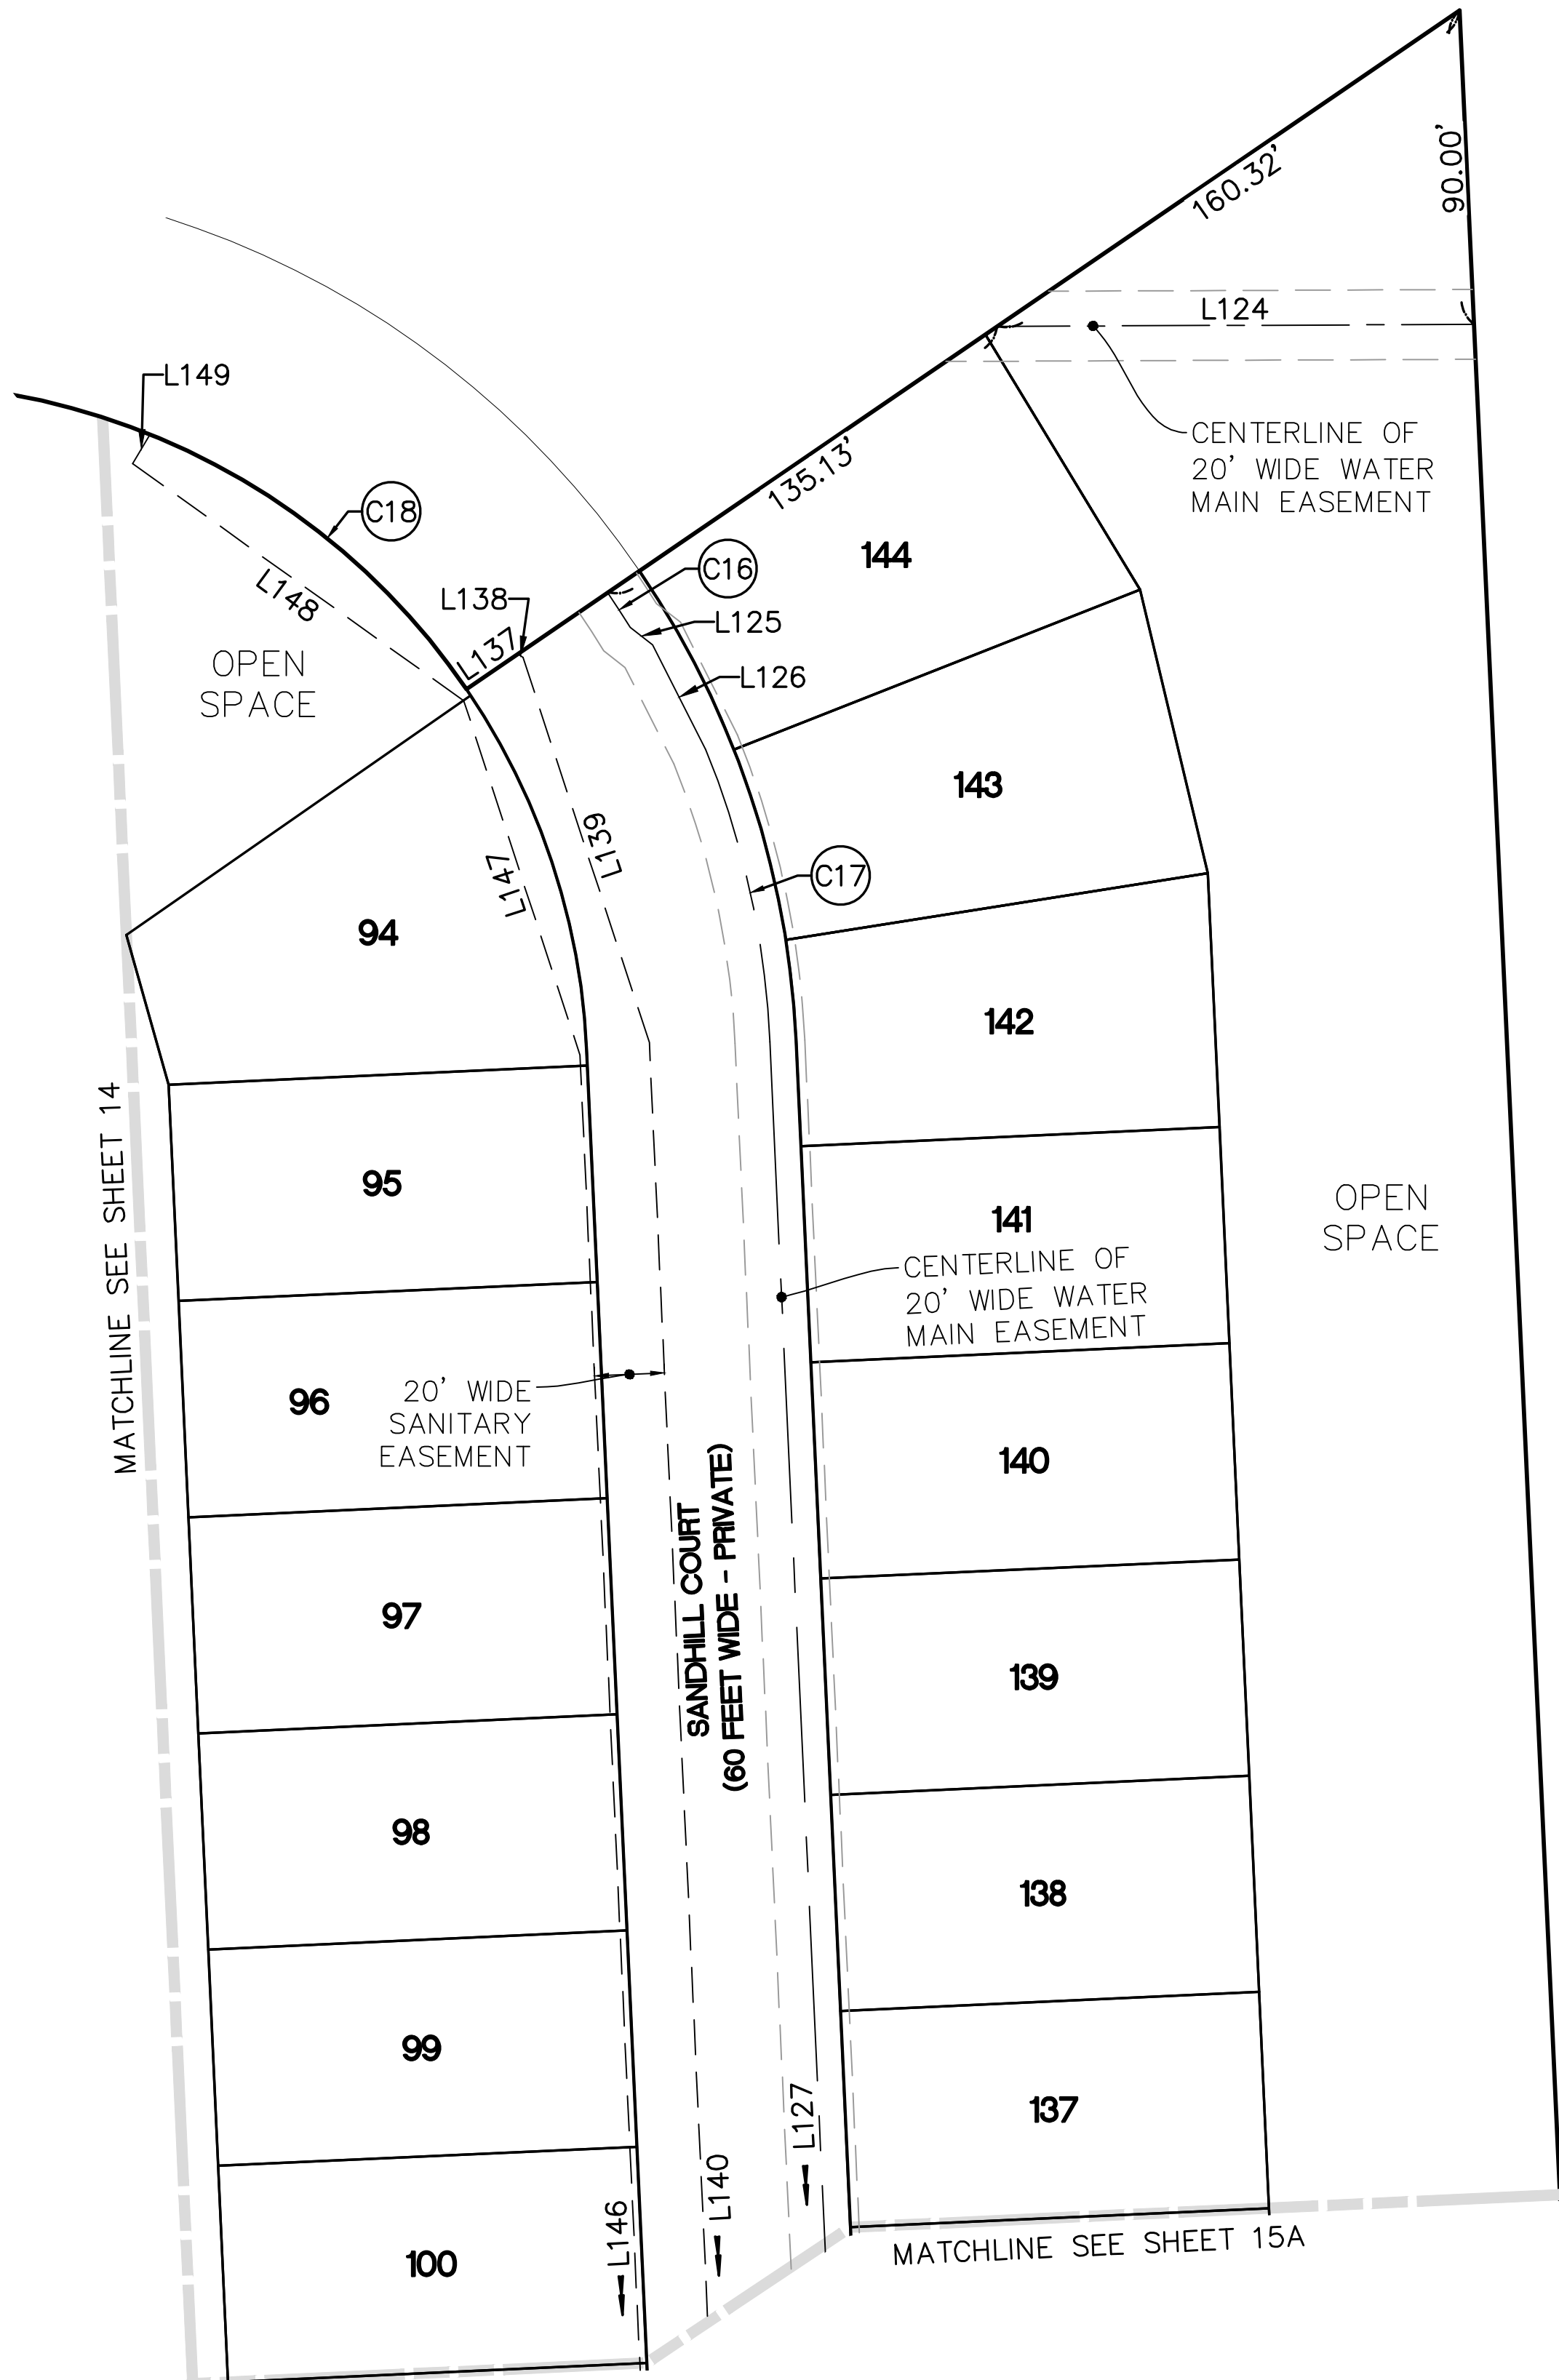 160.32'
90.00'
L124
L149
CENTERLINE OF
20' WIDE WATER
MAIN EASEMENT
135.13'
C18
144
C16
L148
L138
L125
L137
OPEN
SPACE
L126
143
L139
L147
C17
94
142
MATCHLINE SEE SHEET 14
95
141
OPEN
SPACE
CENTERLINE OF
20' WIDE WATER
MAIN EASEMENT
96
20' WIDE
SANITARY
EASEMENT
140
SANDHILL COURT
(60 FEET WIDE - PRIVATE)
97
139
98
138
99
137
L127
L140
L146
100
MATCHLINE SEE SHEET 15A